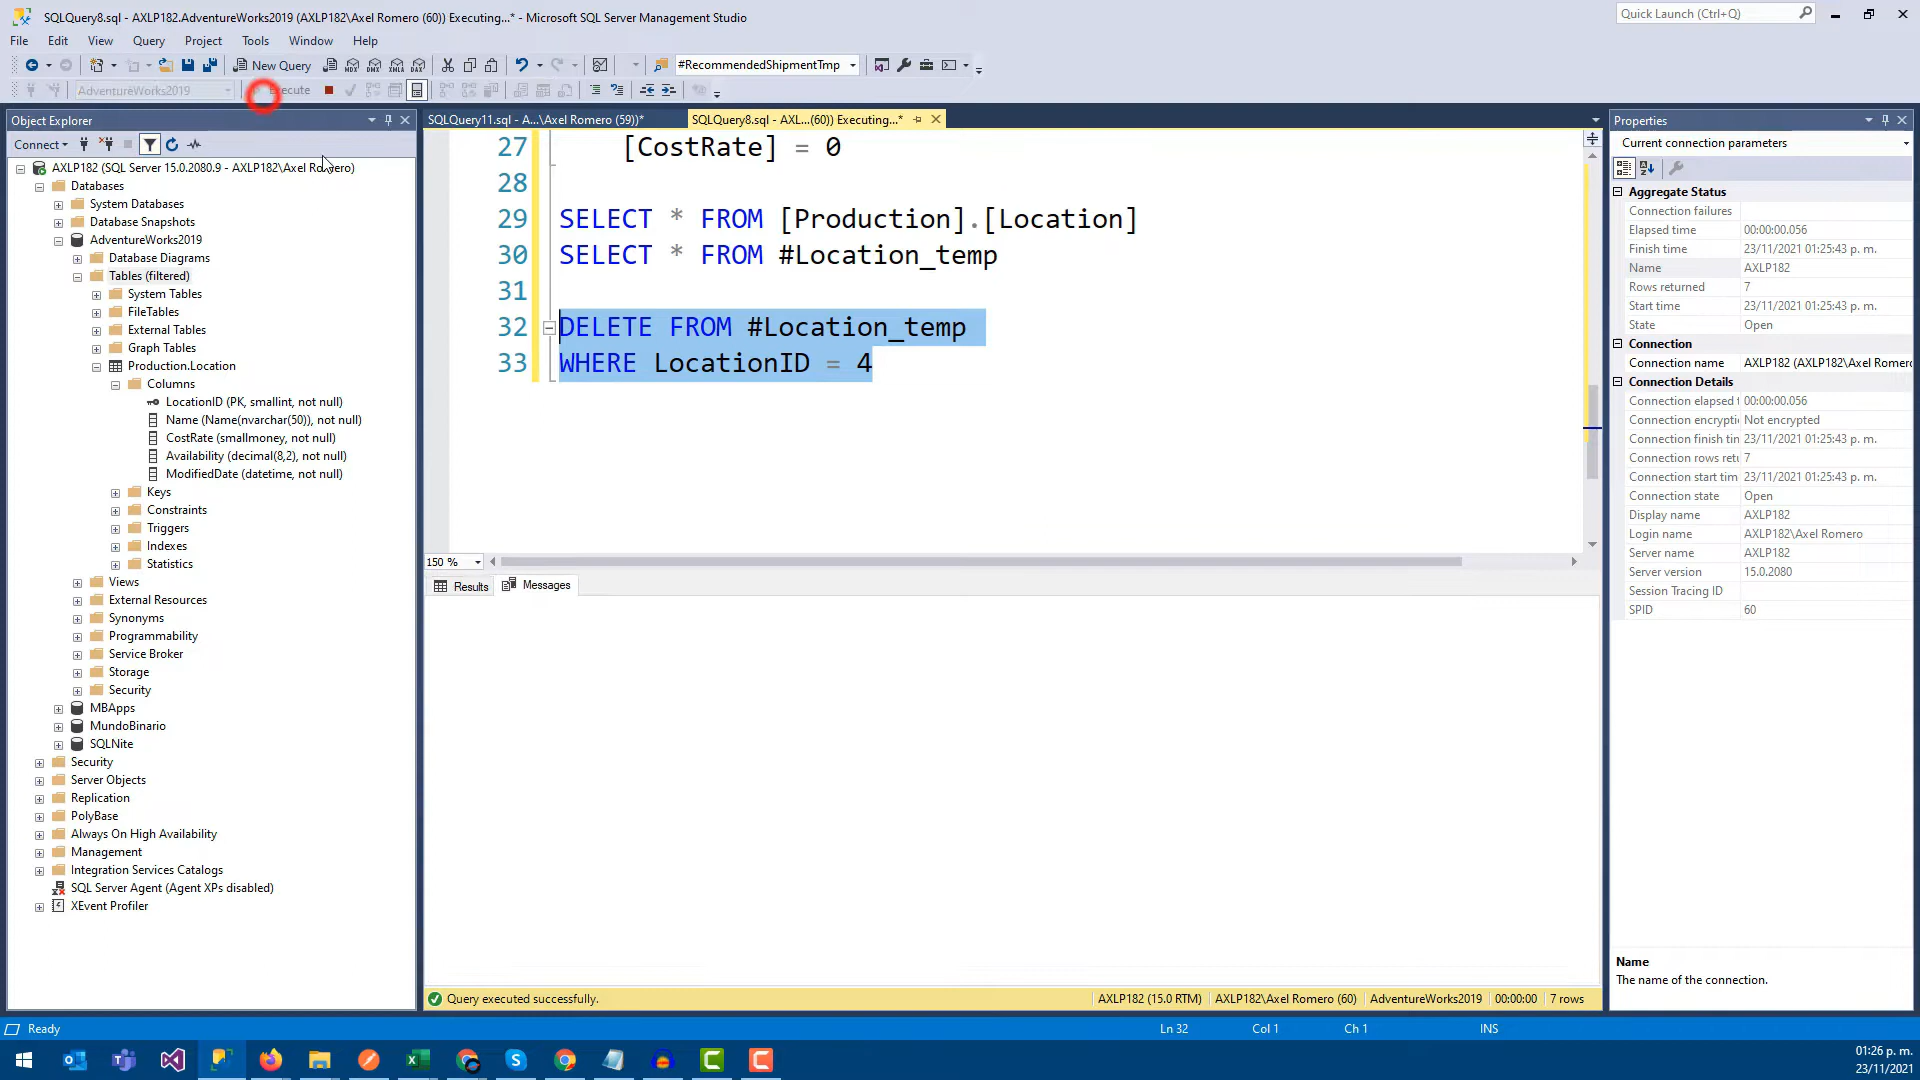 SQLQuery8.sql - AXLP182.AdventureWorks2019 (AXLP182\Axel Romero (60)) Executing...* - Microsoft SQL Server Management Studio
Quick Launch (Ctrl+Q)
File Edit View Query Project Tools Window Help
New Query
#RecommendedShipmentTmp
AdventureWorks2019
Object Explorer
SQLQuery11.sql - A...\Axel Romero (59))*
SQLQuery8.sql - AXL...(60)) Executing...*
Properties
Connect
Current connection parameters
AXLP182 (SQL Server 15.0.2080.9 - AXLP182\Axel Romero)
Databases
System Databases
Database Snapshots
AdventureWorks2019
Database Diagrams
Tables (filtered)
System Tables
FileTables
External Tables
Graph Tables
Production.Location
Columns
LocationID (PK, smallint, not null)
Name (Name(nvarchar(50)), not null)
CostRate (smallmoney, not null)
Availability (decimal(8,2), not null)
ModifiedDate (datetime, not null)
Keys
Constraints
Triggers
Indexes
Statistics
Views
External Resources
Synonyms
Programmability
Service Broker
Storage
Security
MBApps
MundoBinario
SQLNite
Security
Server Objects
Replication
PolyBase
Always On High Availability
Management
Integration Services Catalogs
SQL Server Agent (Agent XPs disabled)
XEvent Profiler
27 [CostRate] = 0
28
29 SELECT * FROM [Production].[Location]
30 SELECT * FROM #Location_temp
31
32 DELETE FROM #Location_temp
33 WHERE LocationID = 4
150 %
Results Messages
Query executed successfully.
AXLP182 (15.0 RTM) AXLP182\Axel Romero (60) AdventureWorks2019 00:00:00 7 rows
Aggregate Status
Connection failures
Elapsed time 00:00:00.056
Finish time 23/11/2021 01:25:43 p. m.
Name AXLP182
Rows returned 7
Start time 23/11/2021 01:25:43 p. m.
State Open
Connection
Connection name AXLP182 (AXLP182\Axel Romero
Connection Details
Connection elapsed t 00:00:00.056
Connection encryptio Not encrypted
Connection finish tin 23/11/2021 01:25:43 p. m.
Connection rows retu 7
Connection start tim 23/11/2021 01:25:43 p. m.
Connection state Open
Display name AXLP182
Login name AXLP182\Axel Romero
Server name AXLP182
Server version 15.0.2080
Session Tracing ID
SPID 60
Name
The name of the connection.
Ready
Ln 32 Col 1 Ch 1 INS
01:26 p. m.
23/11/2021